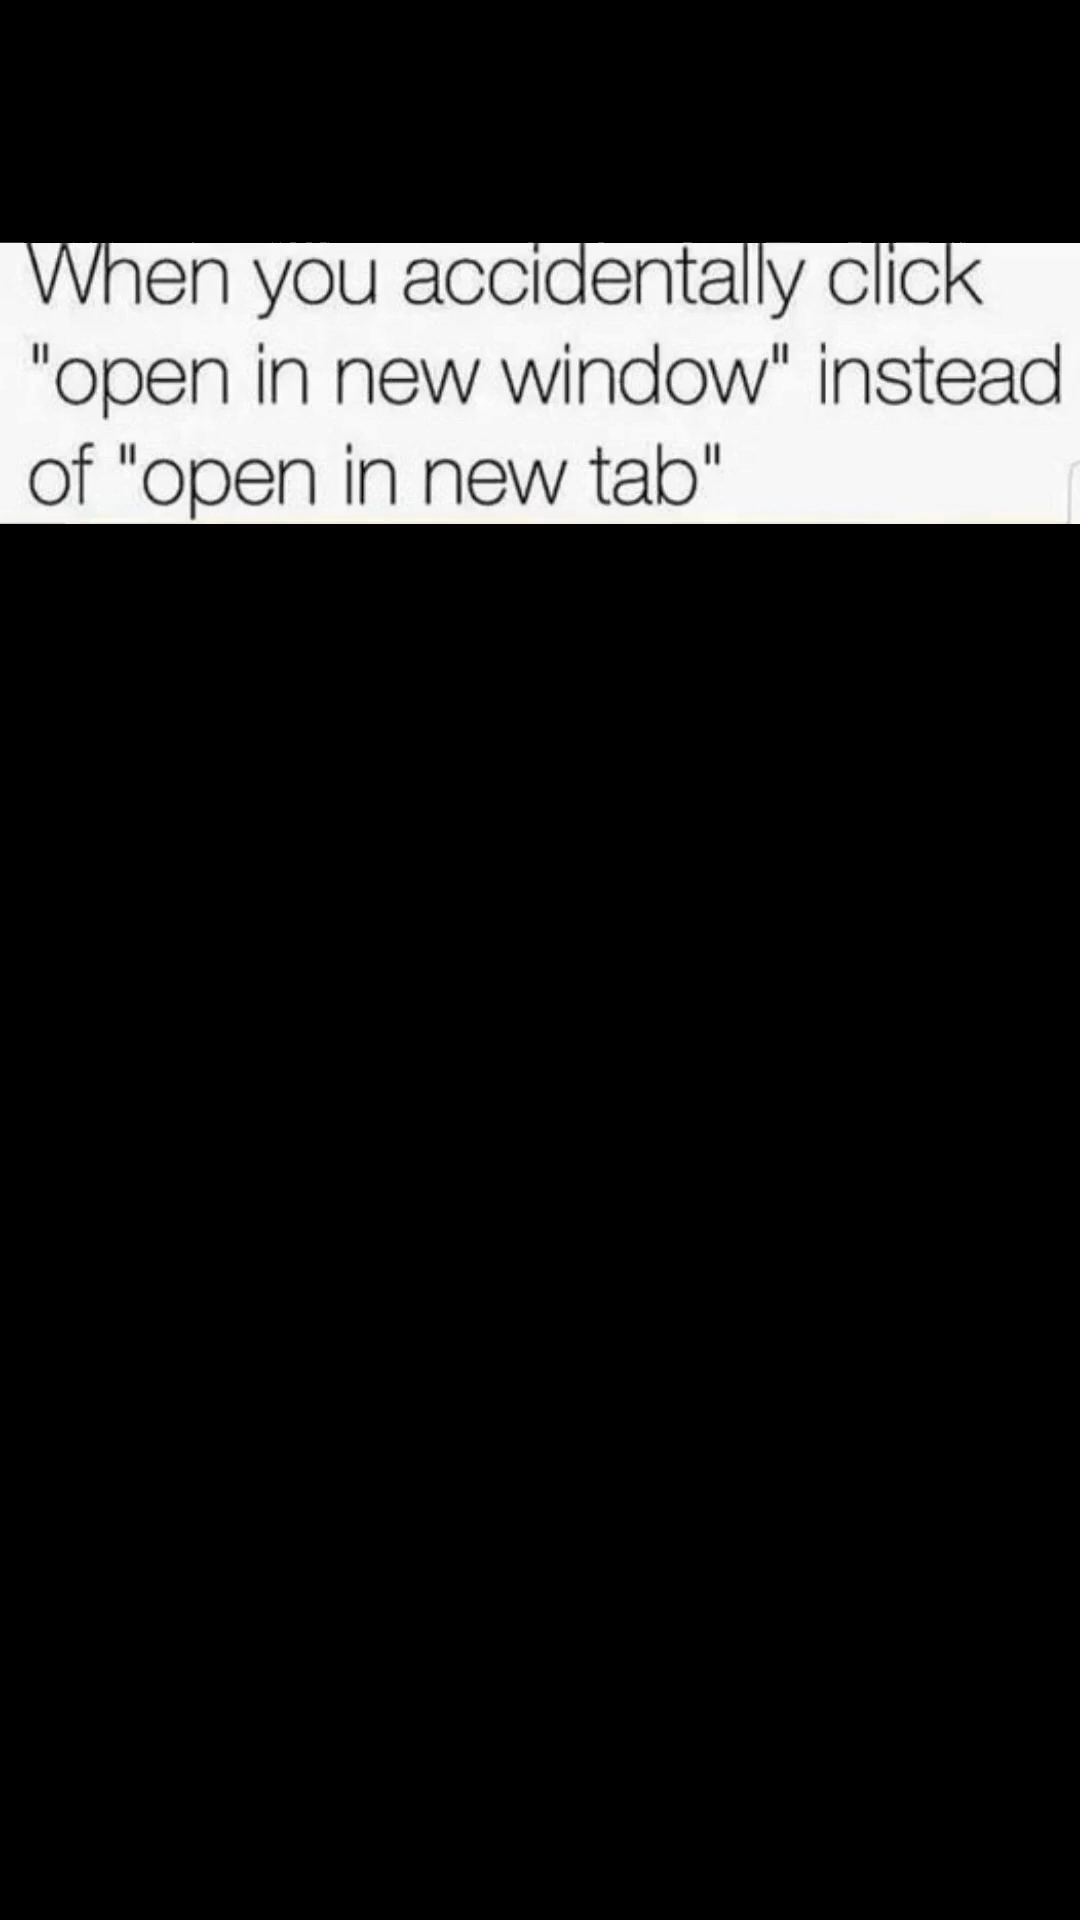 When you accidentally click
"open in new window" instead
of "open in new tab"